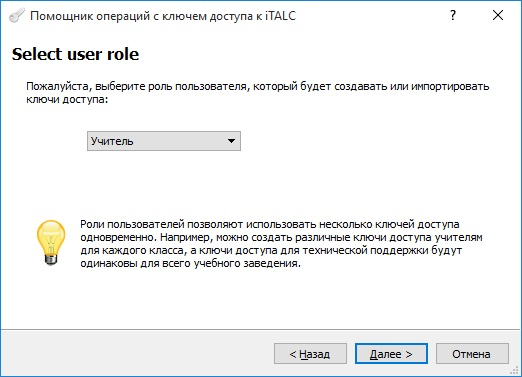 Помощник операций с ключем доступа к iTALC
?
Select user role
Пожалуйста, выберите роль пользователя, который будет создавать или импортировать
ключи доступа:
Учитель
Роли пользователей позволяют использовать несколько ключей доступа
одновременно. Например, можно создать различные ключи доступа учителям
для каждого класса, а ключи доступа для технической поддержки будут
одинаковы для всего учебного заведения.
< Назад
Далее >
Отмена